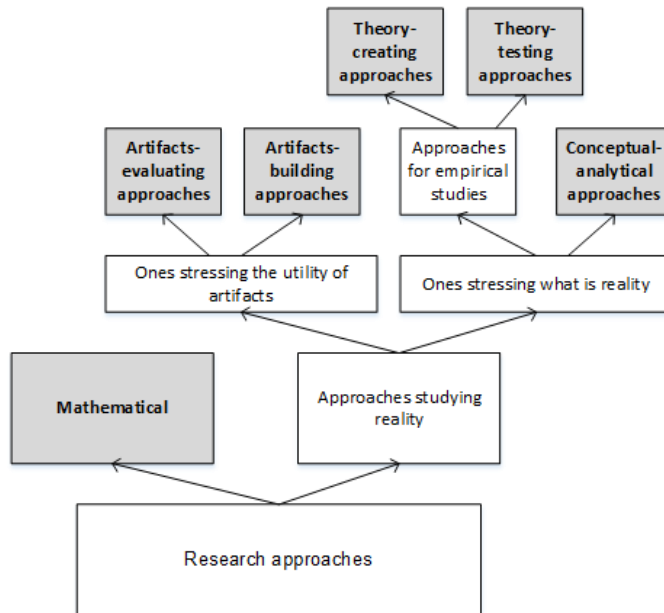 Theory-
creating
approaches
Theory-
testing
approaches
Artifacts-
evaluating
approaches
Artifacts-
building
approaches
Approaches
for empirical
studies
Conceptual-
analytical
approaches
Ones stressing the utility of
artifacts
Ones stressing what is reality
Mathematical
Approaches studying
reality
Research approaches